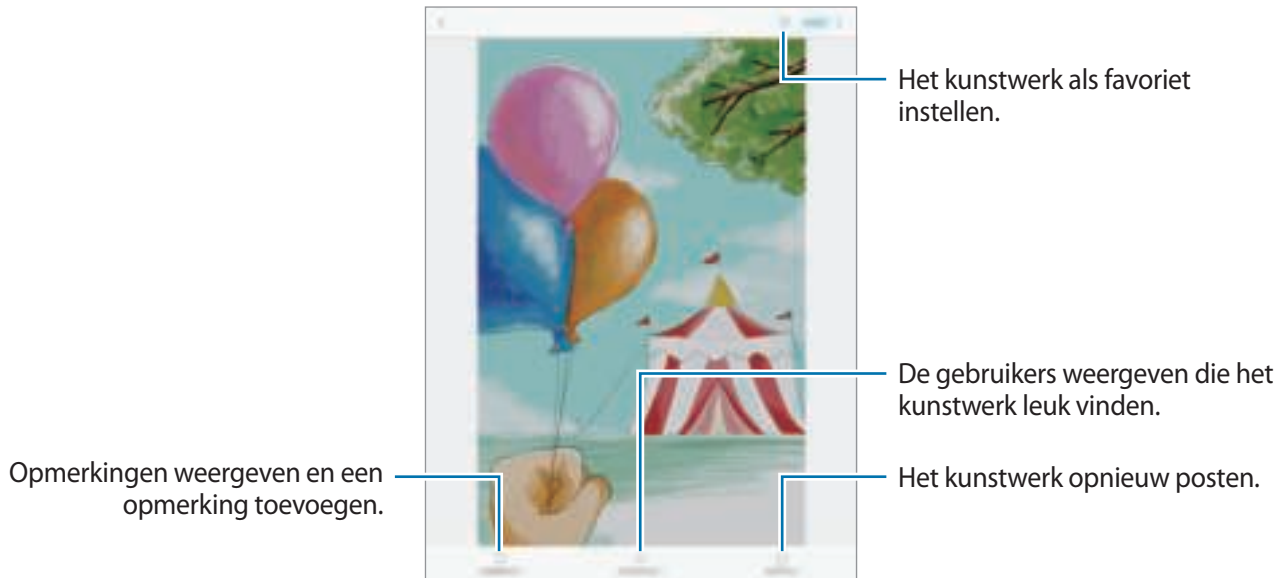 Het kunstwerk als favoriet
instellen.
De gebruikers weergeven die het
kunstwerk leuk vinden.
Opmerkingen weergeven en een
opmerking toevoegen.
Het kunstwerk opnieuw posten.